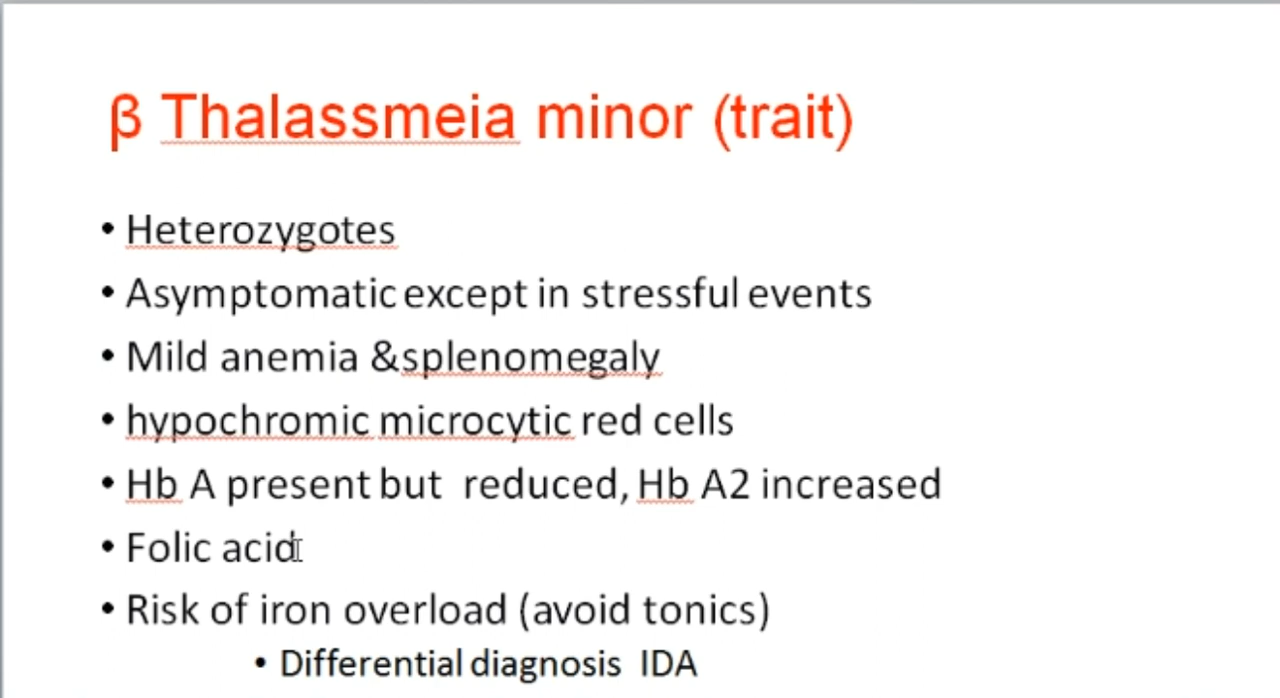 β Thalassmeia minor (trait)
• Heterozygotes
• Asymptomatic except in stressful events
• Mild anemia &splenomegaly
• hypochromic microcytic red cells
• Hb A present but reduced, Hb A2 increased
• Folic acid
• Risk of iron overload (avoid tonics)
• Differential diagnosis IDA